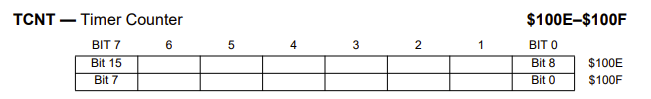 TCNT — Timer Counter $100E–$100F
BIT 7 6 5 4 3 2 1 BIT 0
Bit 15 Bit 8 $100E
Bit 7 Bit 0 $100F